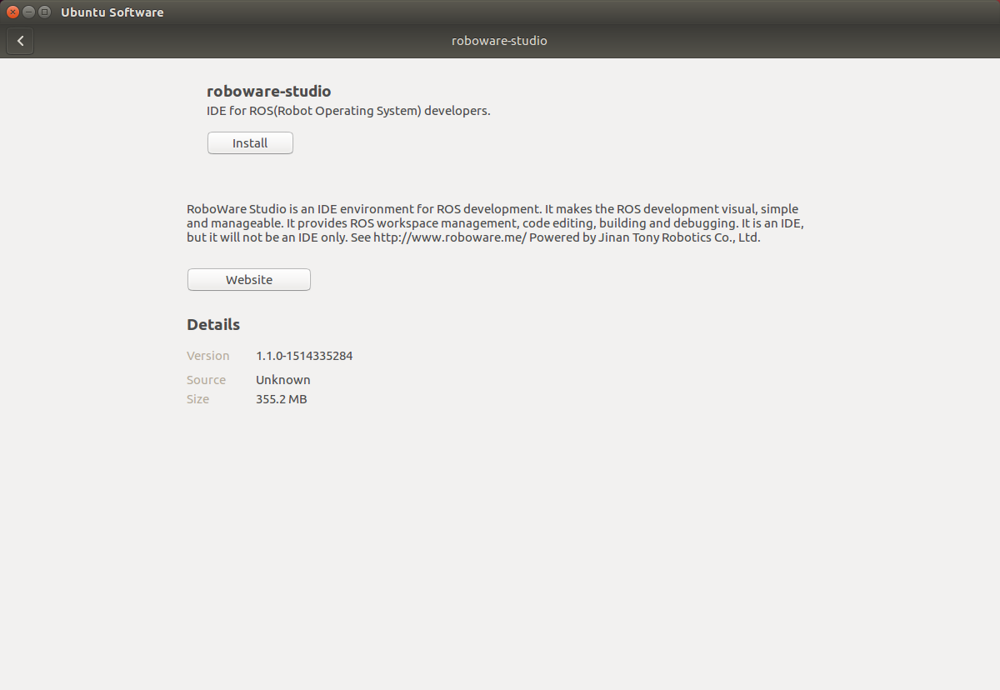 Ubuntu Software
roboware-studio
roboware-studio
IDE for ROS(Robot Operating System) developers.
Install
RoboWare Studio is an IDE environment for ROS development. It makes the ROS development visual, simple
and manageable. It provides ROS workspace management, code editing, building and debugging. It is an IDE,
but it will not be an IDE only. See http://www.roboware.me/ Powered by Jinan Tony Robotics Co., Ltd.
Website
Details
Version 1.1.0-1514335284
Source Unknown
Size 355.2 MB